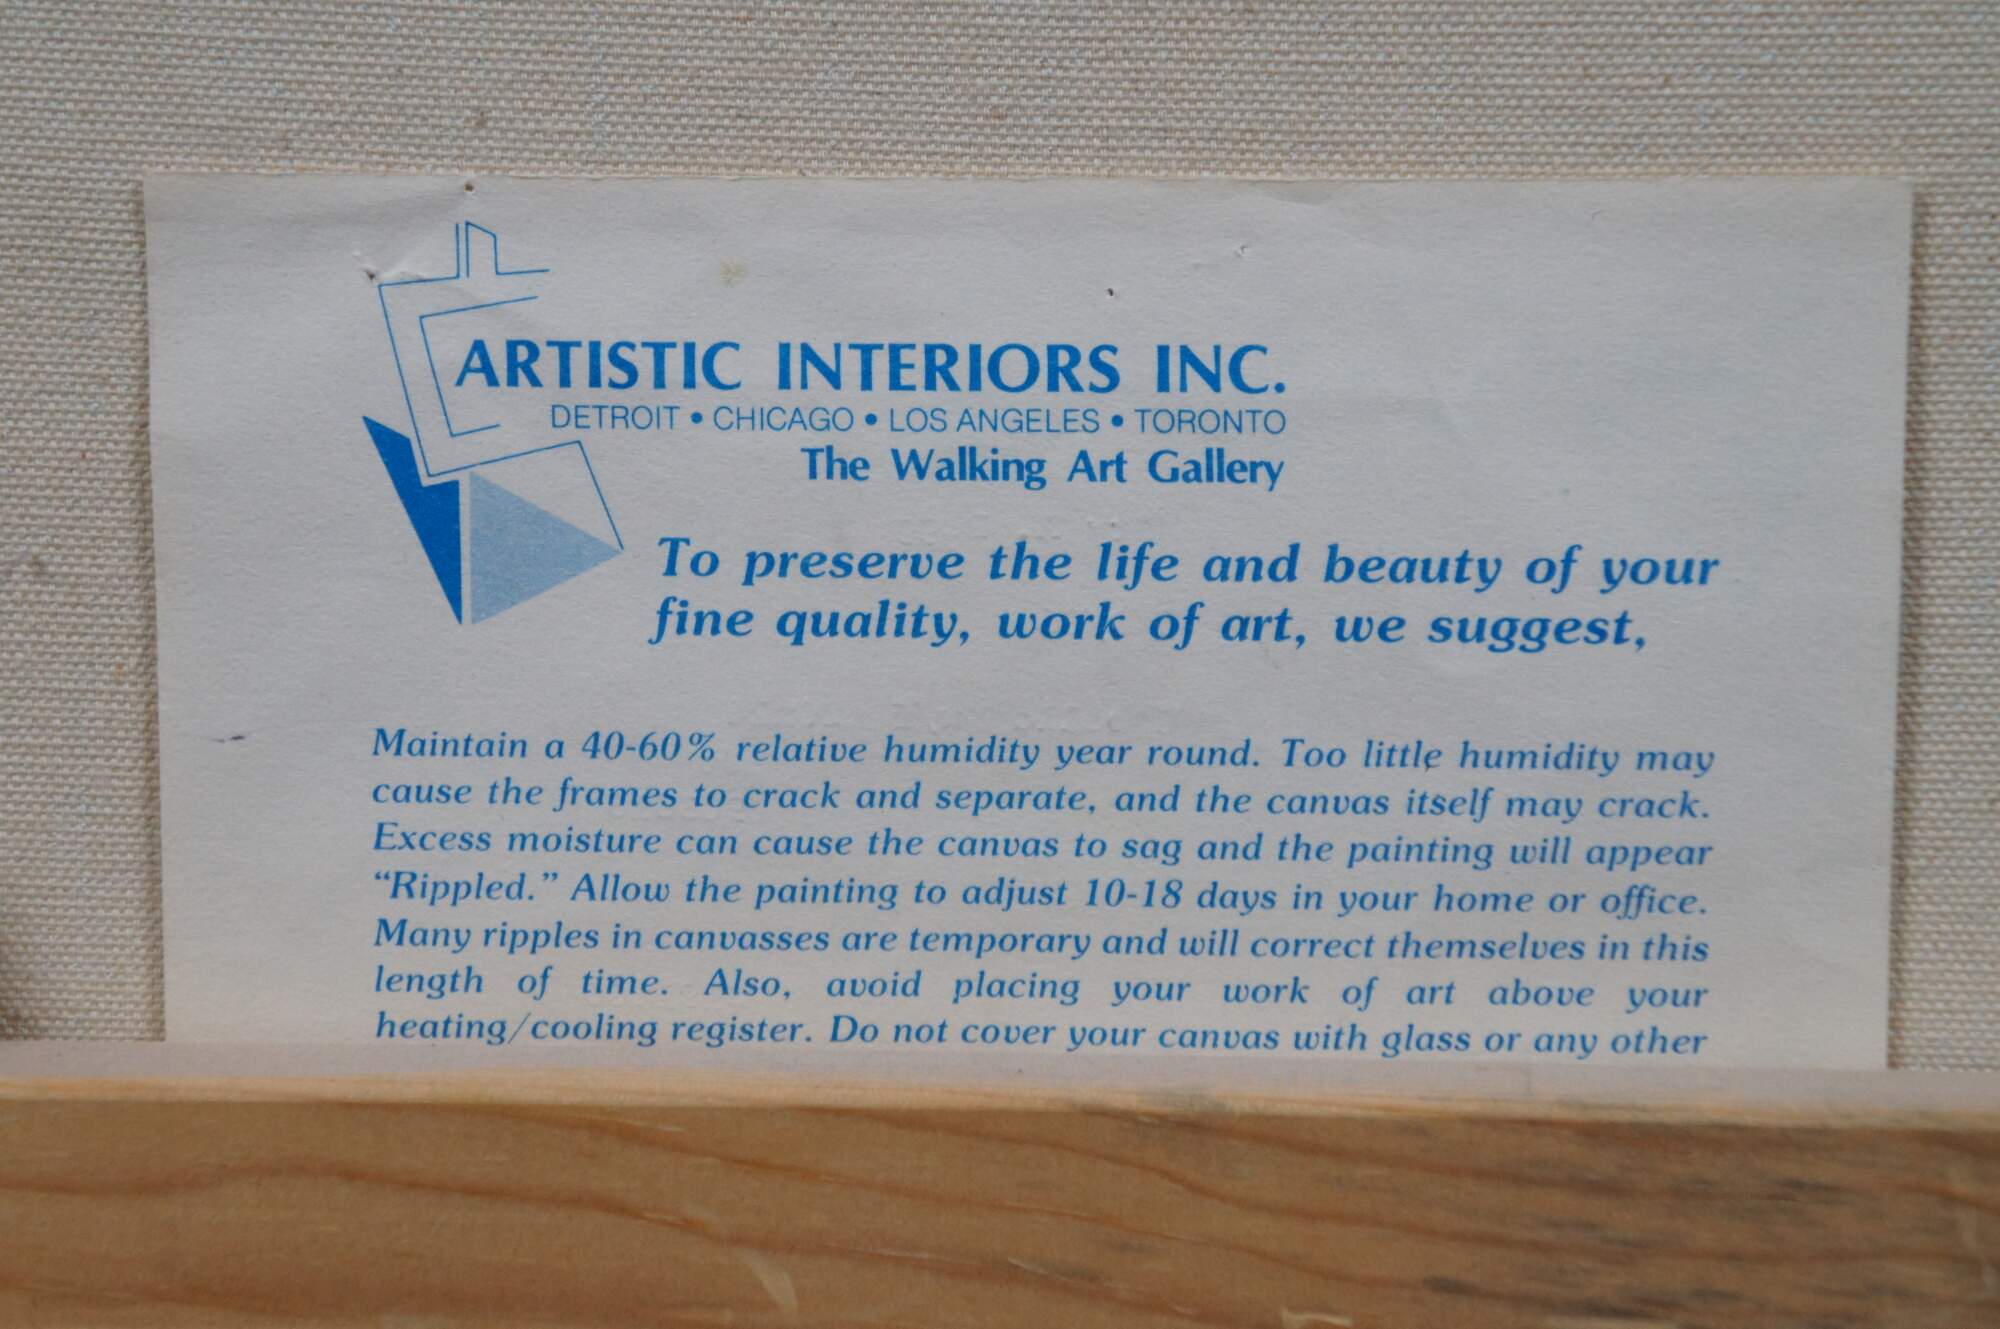 ARTISTIC INTERIORS INC.
DETROIT • CHICAGO • LOS ANGELES • TORONTO
The Walking Art Gallery
To preserve the life and beauty of your
fine quality, work of art, we suggest,
Maintain a 40-60% relative humidity year round. Too little humidity may
cause the frames to crack and separate, and the canvas itself may crack.
Excess moisture can cause the canvas to sag and the painting will appear
“Rippled.” Allow the painting to adjust 10-18 days in your home or office.
Many ripples in canvasses are temporary and will correct themselves in this
length of time. Also, avoid placing your work of art above your
heating/cooling register. Do not cover your canvas with glass or any other